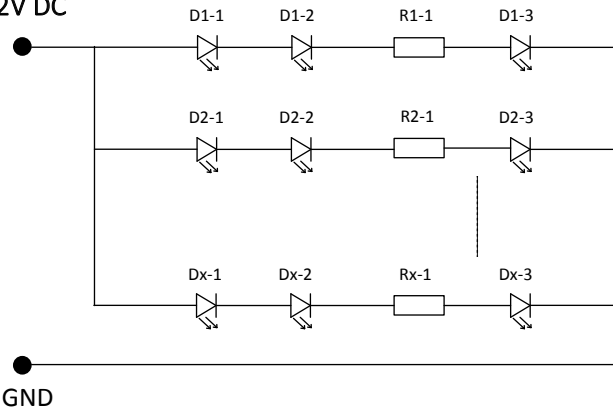 2V DC
D1-1 D1-2 R1-1 D1-3
D2-1 D2-2 R2-1 D2-3
Dx-1 Dx-2 Rx-1 Dx-3
GND